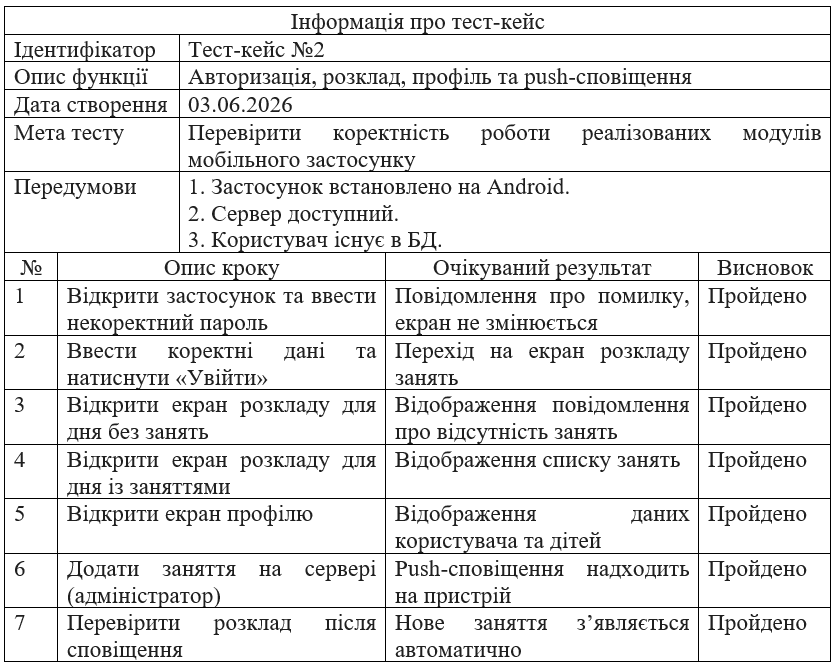 Інформація про тест-кейс
Ідентифікатор Тест-кейс №2
Опис функції Авторизація, розклад, профіль та push-сповіщення
Дата створення 03.06.2026
Мета тесту Перевірити коректність роботи реалізованих модулів
мобільного застосунку
Передумови 1. Застосунок встановлено на Android.
2. Сервер доступний.
3. Користувач існує в БД.
№ Опис кроку Очікуваний результат Висновок
1 Відкрити застосунок та ввести Повідомлення про помилку, Пройдено
некоректний пароль екран не змінюється
2 Ввести коректні дані та Перехід на екран розкладу Пройдено
натиснути «Увійти» занять
3 Відкрити екран розкладу для Відображення повідомлення Пройдено
дня без занять про відсутність занять
4 Відкрити екран розкладу для Відображення списку занять Пройдено
дня із заняттями
5 Відкрити екран профілю Відображення даних Пройдено
користувача та дітей
6 Додати заняття на сервері Push-сповіщення надходить Пройдено
(адміністратор) на пристрій
7 Перевірити розклад після Нове заняття з’являється Пройдено
сповіщення автоматично